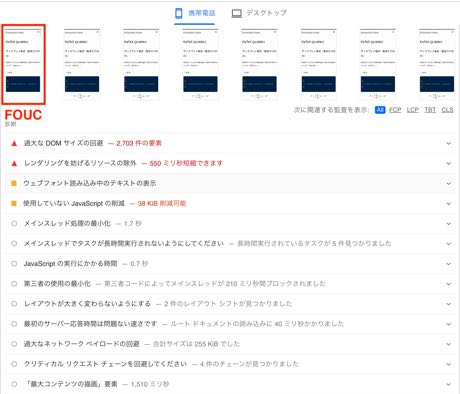 携帯電話
デスクトップ
FOUC
次に関連する監査を表示: All FCP LCP TBT CLS
診断
過大な DOM サイズの回避 — 2,703 件の要素
レンダリングを妨げるリソースの除外 — 550 ミリ秒短縮できます
ウェブフォント読み込み中のテキストの表示
使用していない JavaScript の削減 — 38 KiB 削減可能
メインスレッド処理の最小化 — 1.7 秒
メインスレッドでタスクが長時間実行されないようにしてください — 長時間実行されているタスクが 5 件見つかりました
JavaScript の実行にかかる時間 — 0.7 秒
第三者の使用の最小化 — 第三者コードによってメインスレッドが 210 ミリ秒間ブロックされました
レイアウトが大きく変わらないようにする — 2 件のレイアウト シフトが見つかりました
最初のサーバー応答時間は問題ない速さです — ルート ドキュメントの読み込みに 40 ミリ秒かかりました
過大なネットワーク ペイロードの回避 — 合計サイズは 255 KiB でした
クリティカル リクエスト チェーンを回避してください — 4 件のチェーンが見つかりました
「最大コンテンツの描画」要素 — 1,510 ミリ秒